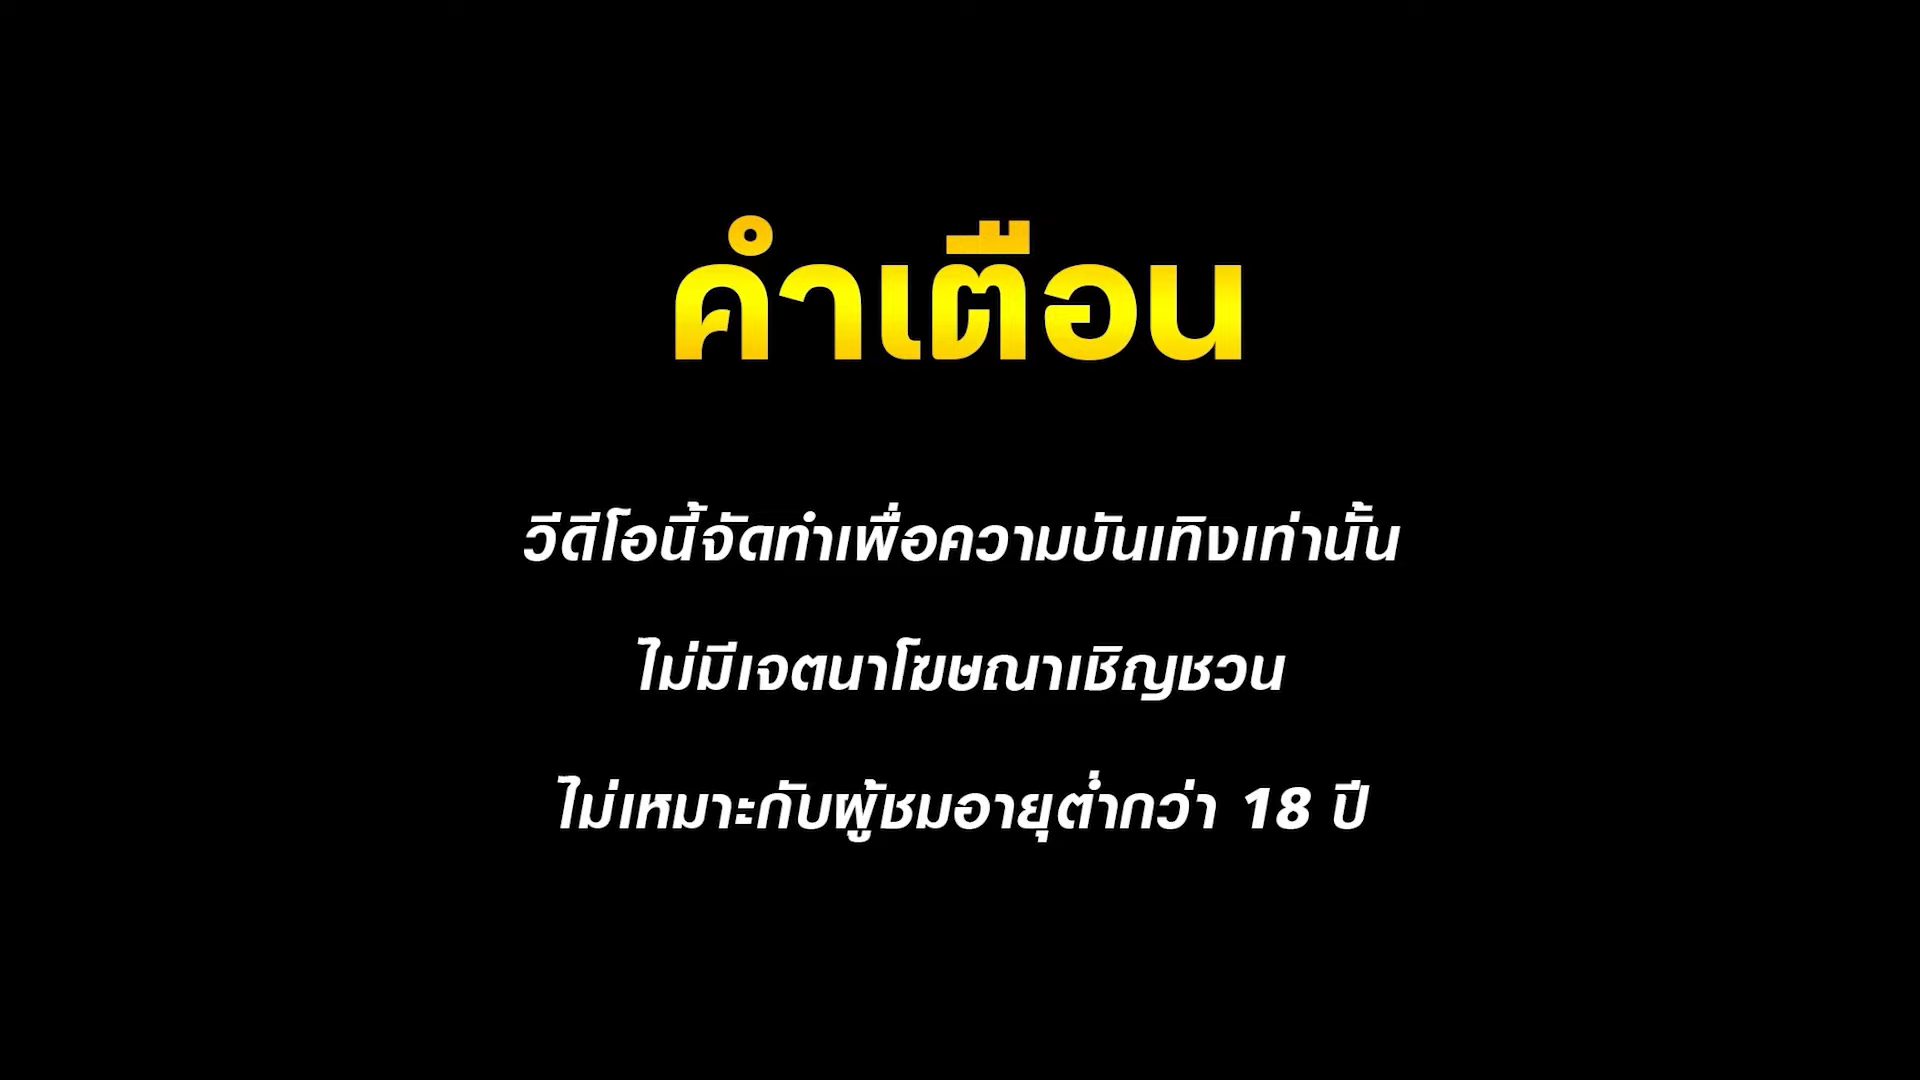 คำเตือน
วีดีโอนี้จัดทำเพื่อความบันเทิงเท่านั้น
ไม่มีเจตนาโฆษณาเชิญชวน
ไม่เหมาะกับผู้ชมอายุต่ำกว่า 18 ปี